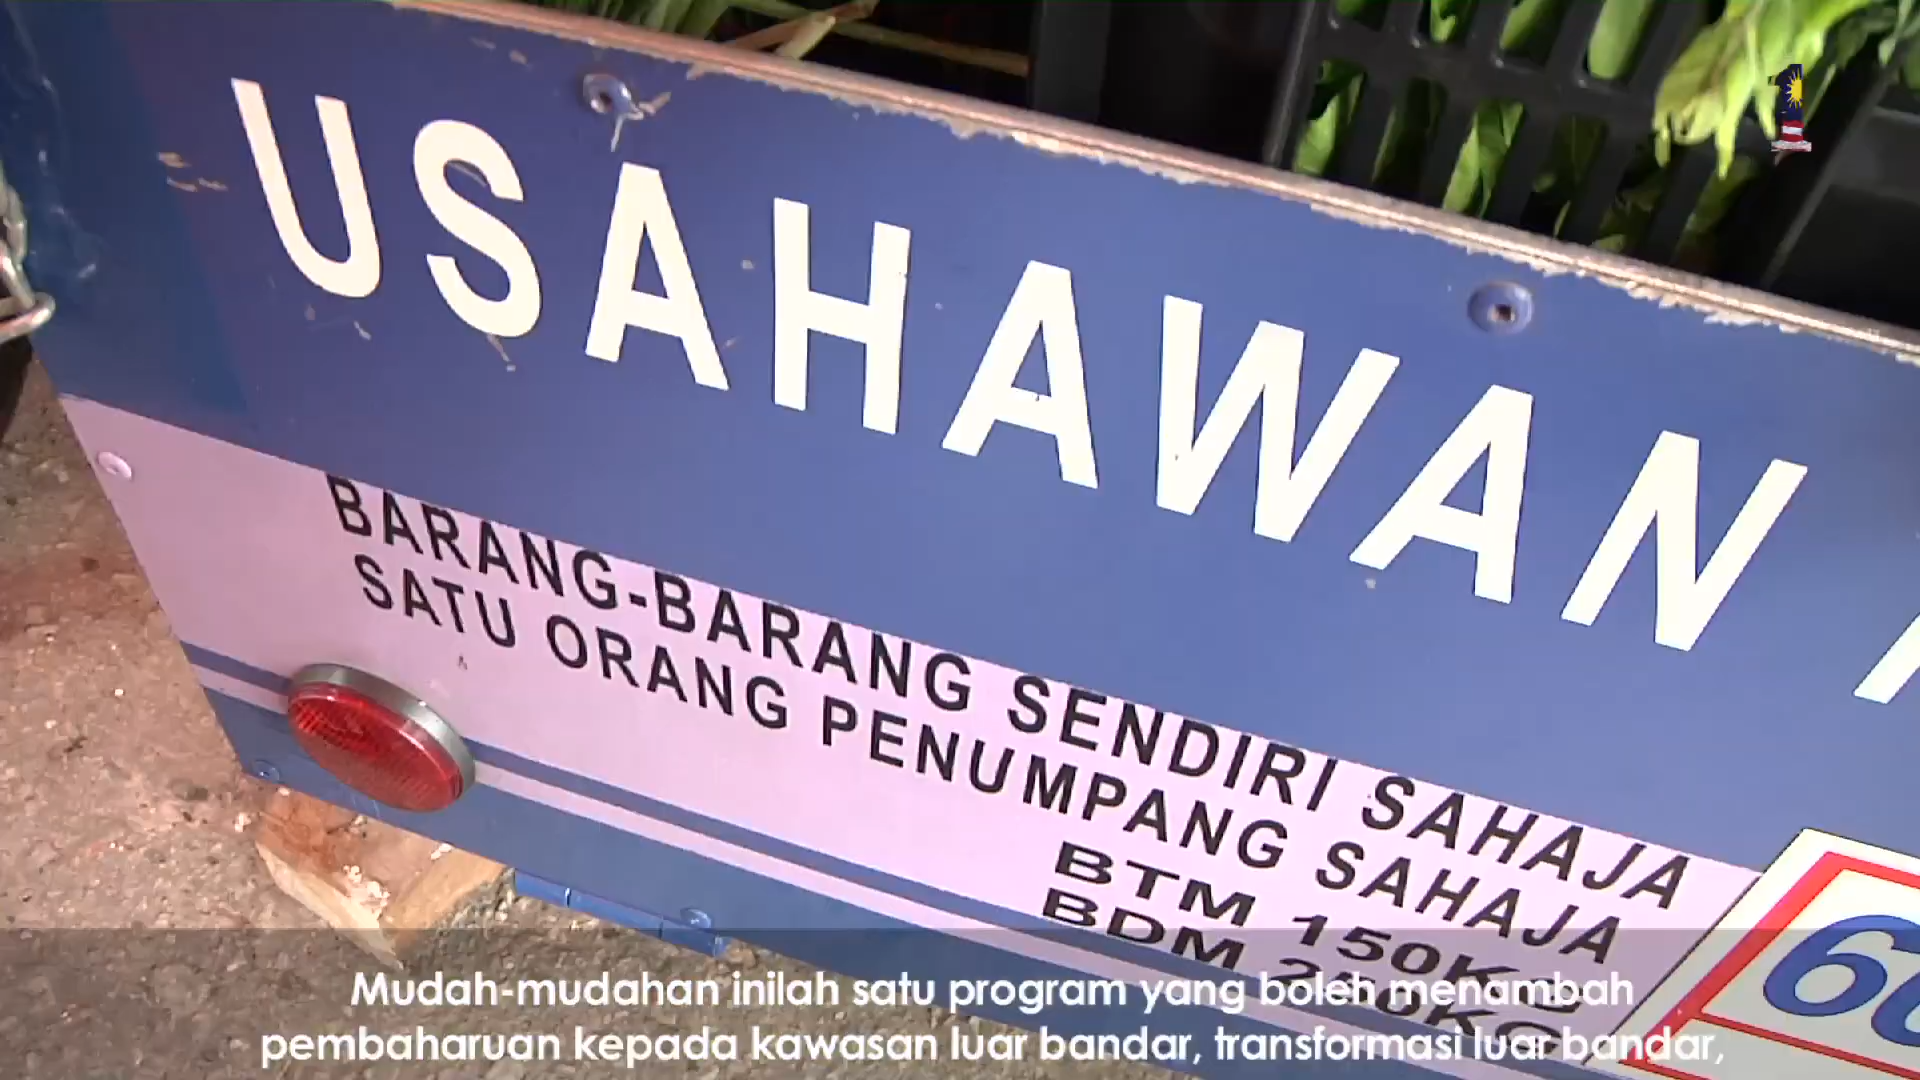 1
USAHAWAN
BARANG-BARANG SENDIRI SAHAJA
SATU ORANG PENUMPANG SAHAJA
BTM 150KG
BDM 250KG
Mudah-mudahan inilah satu program yang boleh menambah
pembaharuan kepada kawasan luar bandar, transformasi luar bandar,